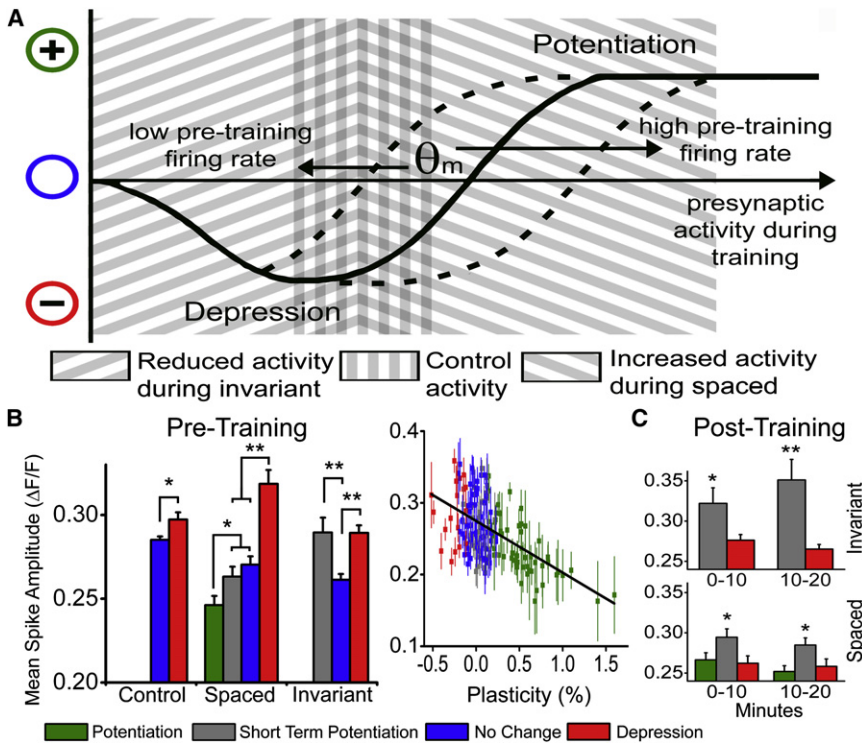 A
+
Potentiation
low pre-training
firing rate
θm
high pre-training
firing rate
presynaptic
activity during
training
−
Depression
Reduced activity
during invariant
Control
activity
Increased activity
during spaced
B
Pre-Training
Mean Spike Amplitude (ΔF/F)
0.30
0.25
0.20
*
*
**
**
**
Control
Spaced
Invariant
0.4
0.3
0.2
0.1
-0.5
0.0
0.5
1.0
1.5
Plasticity (%)
C
Post-Training
0.35
0.30
0.25
*
**
0-10
10-20
Invariant
0.35
0.30
0.25
*
*
0-10
10-20
Minutes
Spaced
Potentiation
Short Term Potentiation
No Change
Depression